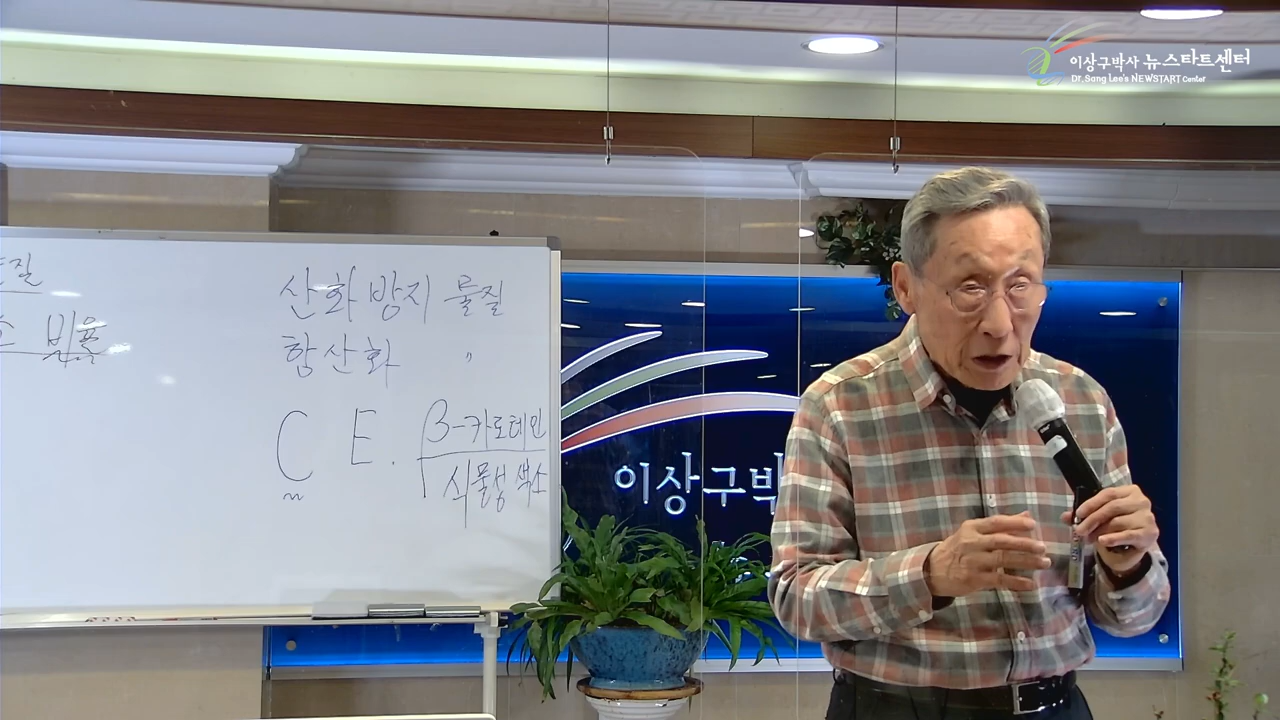 이상구박사 뉴스타트센터
Dr. Sang Lee's NEWSTART Center
비율
산화방지 물질
항산화 〃
C E. β-카로테인
식물성 색소
이상구박